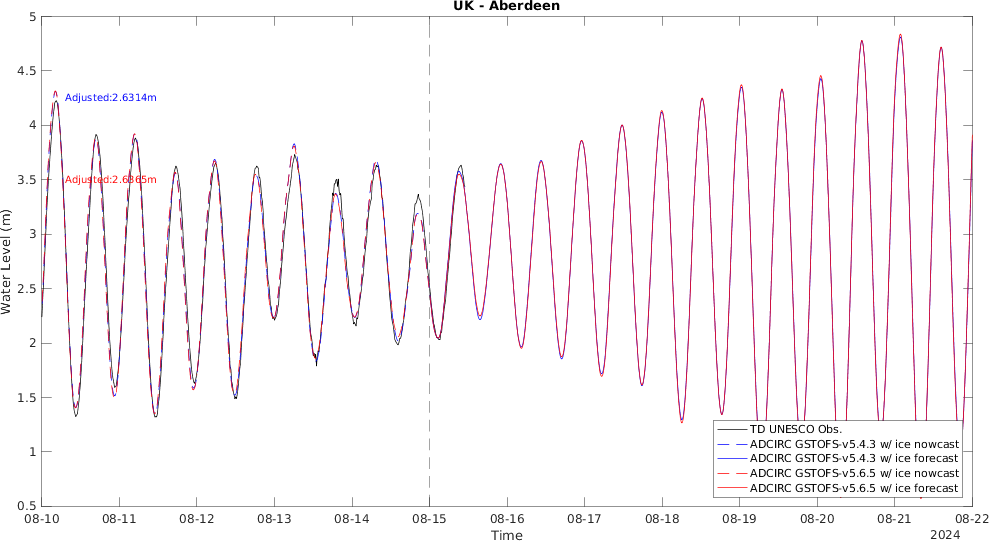 UK - Aberdeen
5
4.5
4
3.5
3
2.5
2
1.5
1
0.5
Water Level (m)
Adjusted:2.6314m
Adjusted:2.6365m
TD UNESCO Obs.
ADCIRC GSTOFS-v5.4.3 w/ ice nowcast
ADCIRC GSTOFS-v5.4.3 w/ ice forecast
ADCIRC GSTOFS-v5.6.5 w/ ice nowcast
ADCIRC GSTOFS-v5.6.5 w/ ice forecast
08-10 08-11 08-12 08-13 08-14 08-15 08-16 08-17 08-18 08-19 08-20 08-21 08-22
Time
2024